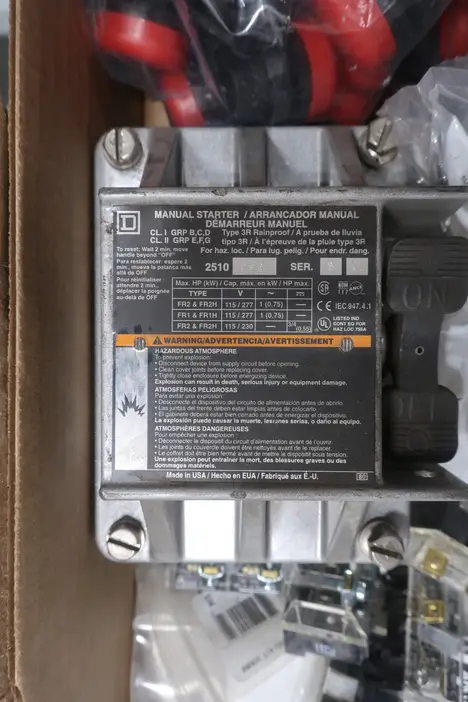 MANUAL STARTER / ARRANCADOR MANUAL
DÉMARREUR MANUEL
CL. I GRP B,C,D Type 3R Rainproof / A prueba de lluvia
CL. II GRP E,F,G tipo 3R / À l'épreuve de la pluie type 3R
For haz. loc. / Para lug. pelig. / Pour endr. dang.
To reset: Wait 2 min, move
handle beyond "OFF"
Para restablecer: espere 2
min., mueva la palanca más
allá de OFF
Pour réinitialiser:
attendre 2 min.,
déplacer la poignée
au-delà de OFF
2510 SER.
Max. HP (kW) / Cap. máx. en kW / HP max.
TYPE V ~
FR2 & FR2H 115 / 277 1 (0,75) —
FR1 & FR1H 115 / 277 1 (0,75) —
FR2 & FR2H 115 / 230 — 3/4 (0,55)
IEC 947.4.1
LISTED IND
CONT EQ FOR
HAZ LOC 795A
WARNING/ADVERTENCIA/AVERTISSEMENT
HAZARDOUS ATMOSPHERE
To prevent explosion:
• Disconnect device from supply circuit before opening.
• Clean cover joints before replacing cover.
• Tightly close enclosure before energizing device.
Explosion can result in death, serious injury or equipment damage.
ATMOSFERAS PELIGROSAS
Para evitar una explosión:
• Desconecte el dispositivo del circuito de alimentación antes de abrirlo.
• Las juntas del frente deben estar limpias antes de colocarlo.
• El gabinete deberá estar bien cerrado antes de energizar el dispositivo.
La explosión puede causar la muerte, lesiones serias, o daño al equipo.
ATMOSPHÈRES DANGEREUSES
Pour empêcher une explosion:
• Déconnecter le dispositif du circuit d'alimentation avant de l'ouvrir.
• Les joints du couvercle doivent être nettoyés avant de le replacer.
• Le coffret doit être bien fermé avant de mettre le dispositif sous tension.
Une explosion peut entraîner la mort, des blessures graves ou des
dommages matériels.
Made in USA / Hecho en EUA / Fabriqué aux É.-U.